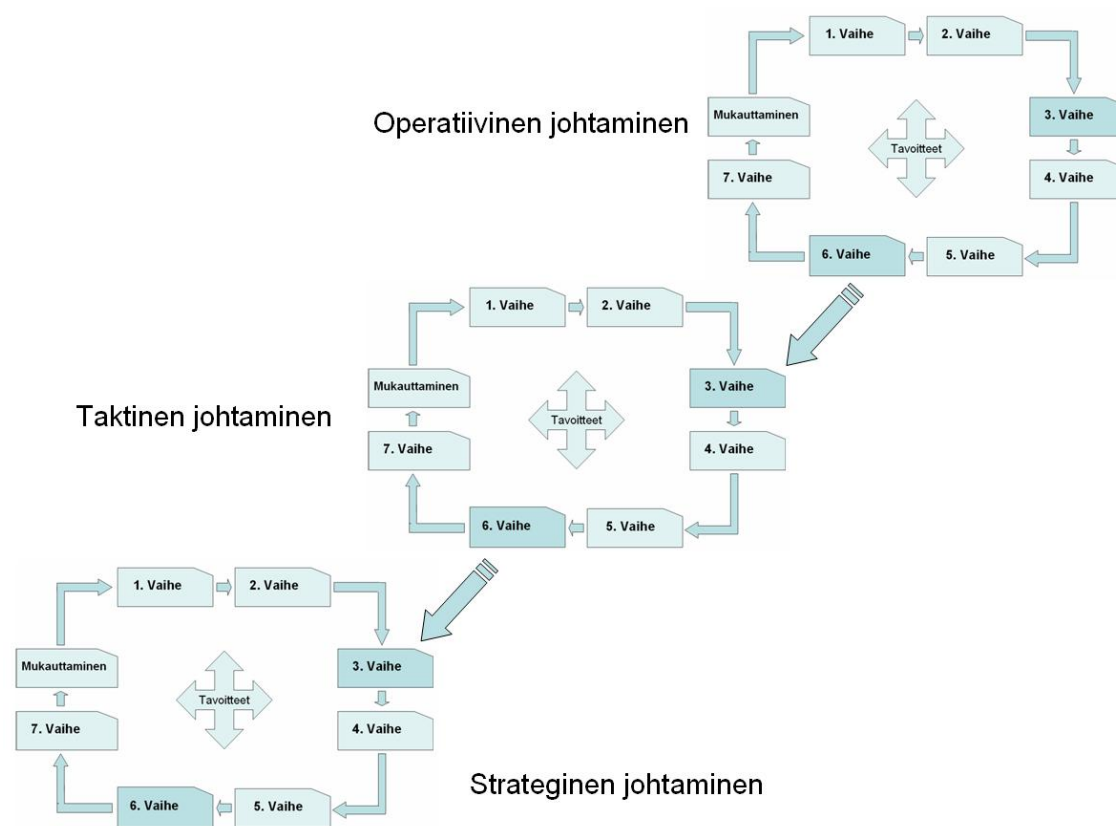 1. Vaihe
2. Vaihe
Operatiivinen johtaminen
Mukauttaminen
3. Vaihe
Tavoitteet
7. Vaihe
4. Vaihe
6. Vaihe
5. Vaihe
1. Vaihe
2. Vaihe
Taktinen johtaminen
Mukauttaminen
3. Vaihe
Tavoitteet
7. Vaihe
4. Vaihe
6. Vaihe
5. Vaihe
1. Vaihe
2. Vaihe
Mukauttaminen
3. Vaihe
Tavoitteet
7. Vaihe
4. Vaihe
6. Vaihe
5. Vaihe
Strateginen johtaminen